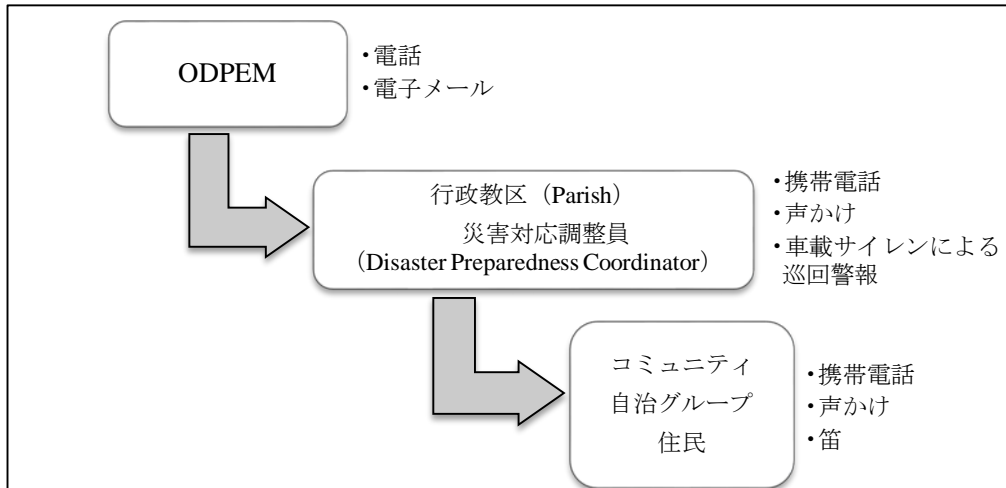 ODPEM
・電話
・電子メール
行政教区（Parish）
災害対応調整員
（Disaster Preparedness Coordinator）
・携帯電話
・声かけ
・車載サイレンによる
巡回警報
コミュニティ
自治グループ
住民
・携帯電話
・声かけ
・笛